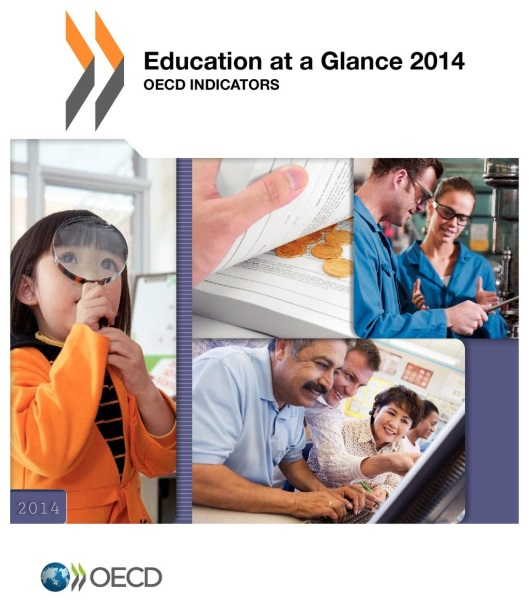 Education at a Glance 2014
OECD INDICATORS
2014
OECD